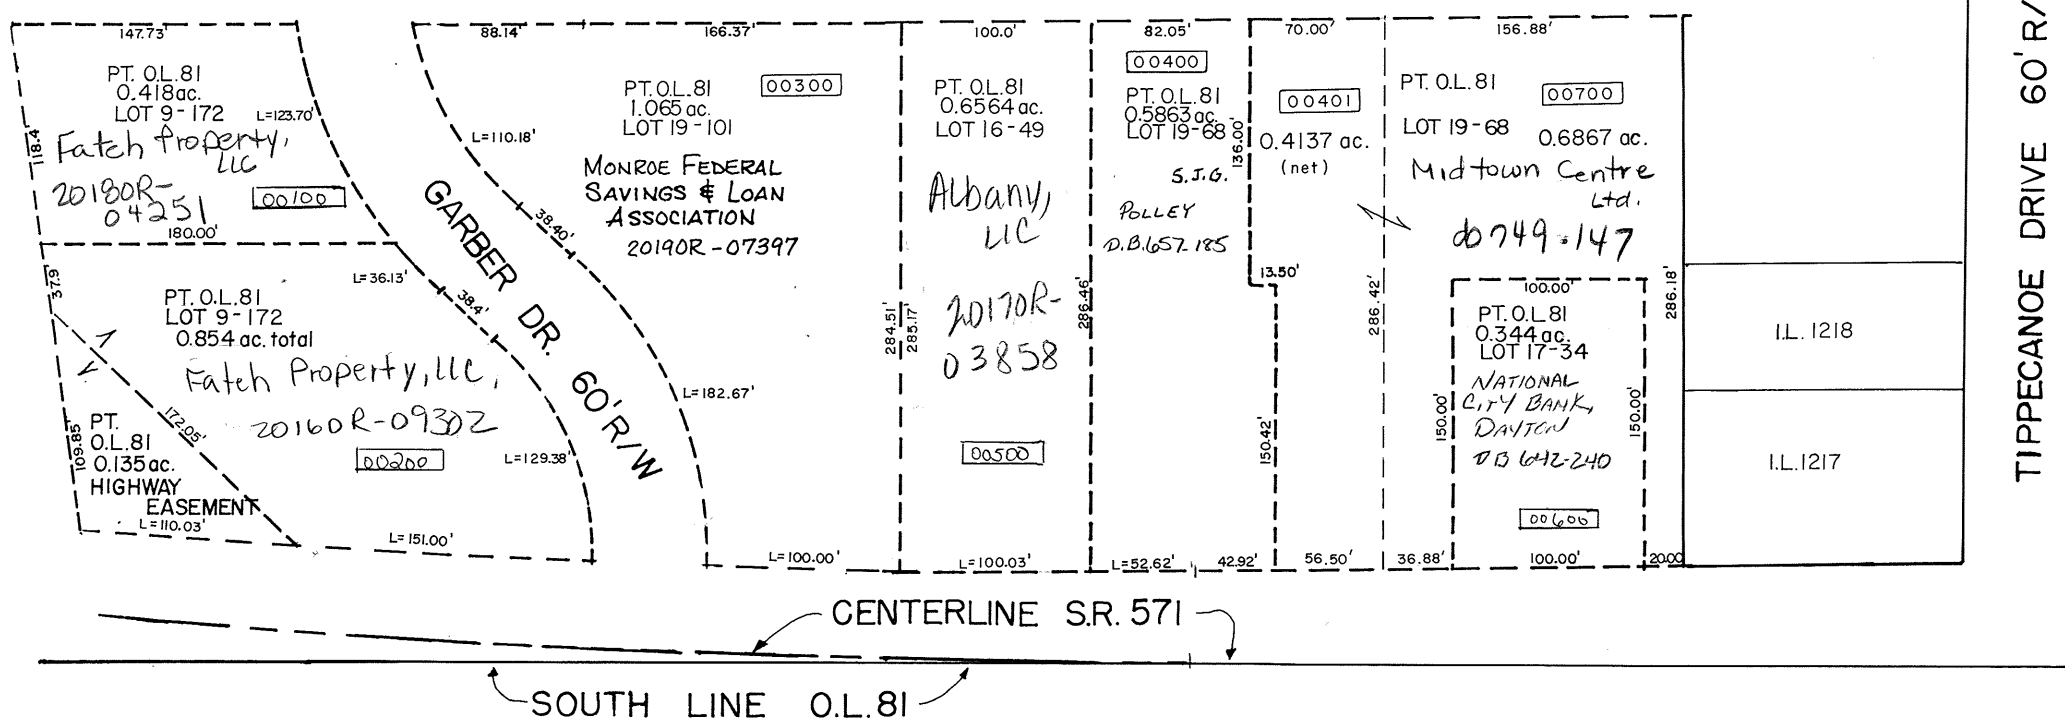 147.73'
PT. O.L.81
0.418ac.
LOT 9-172
L=123.70'
118.4'
Fatch Property,
LLC
20180R-
04251
00100
180.00'
37.9
PT. O.L.81
LOT 9-172
0.854 ac. total
L=36.13'
38.4'
Fatch Property, LLC,
20160R-09302
00200
L=129.38'
172.05'
109.85'
PT.
O.L.81
0.135 ac.
HIGHWAY
EASEMENT
L=110.03'
L=151.00'
GARBER DR. 60' R/W
88.14'
166.37'
PT. O.L.81
1.065 ac.
LOT 19-101
00300
L=110.18'
MONROE FEDERAL
SAVINGS & LOAN
ASSOCIATION
20190R-07397
38.40'
L=182.67'
L=100.00'
284.51'
285.17'
100.0'
PT. O.L.81
0.6564 ac.
LOT 16-49
Albany,
LLC
20170R-
03858
00500
L=100.03'
286.46'
82.05'
00400
PT. O.L.81
0.5863 ac.
LOT 19-68
S.J.G.
POLLEY
D.B.657-185
136.00'
13.50'
150.42'
L=52.62'
42.92'
70.00'
00401
0.4137 ac.
(net)
286.42'
56.50'
156.88'
PT. O.L.81
00700
LOT 19-68
0.6867 ac.
Midtown Centre
Ltd.
db749-147
100.00'
PT. O.L.81
0.344 ac.
LOT 17-34
NATIONAL
CITY BANK,
DAYTON
DB 642-240
00600
150.00'
150.00'
286.18'
36.88'
100.00'
20.00
I.L. 1218
I.L. 1217
TIPPECANOE DRIVE 60' R/
CENTERLINE S.R. 571
SOUTH LINE O.L.81